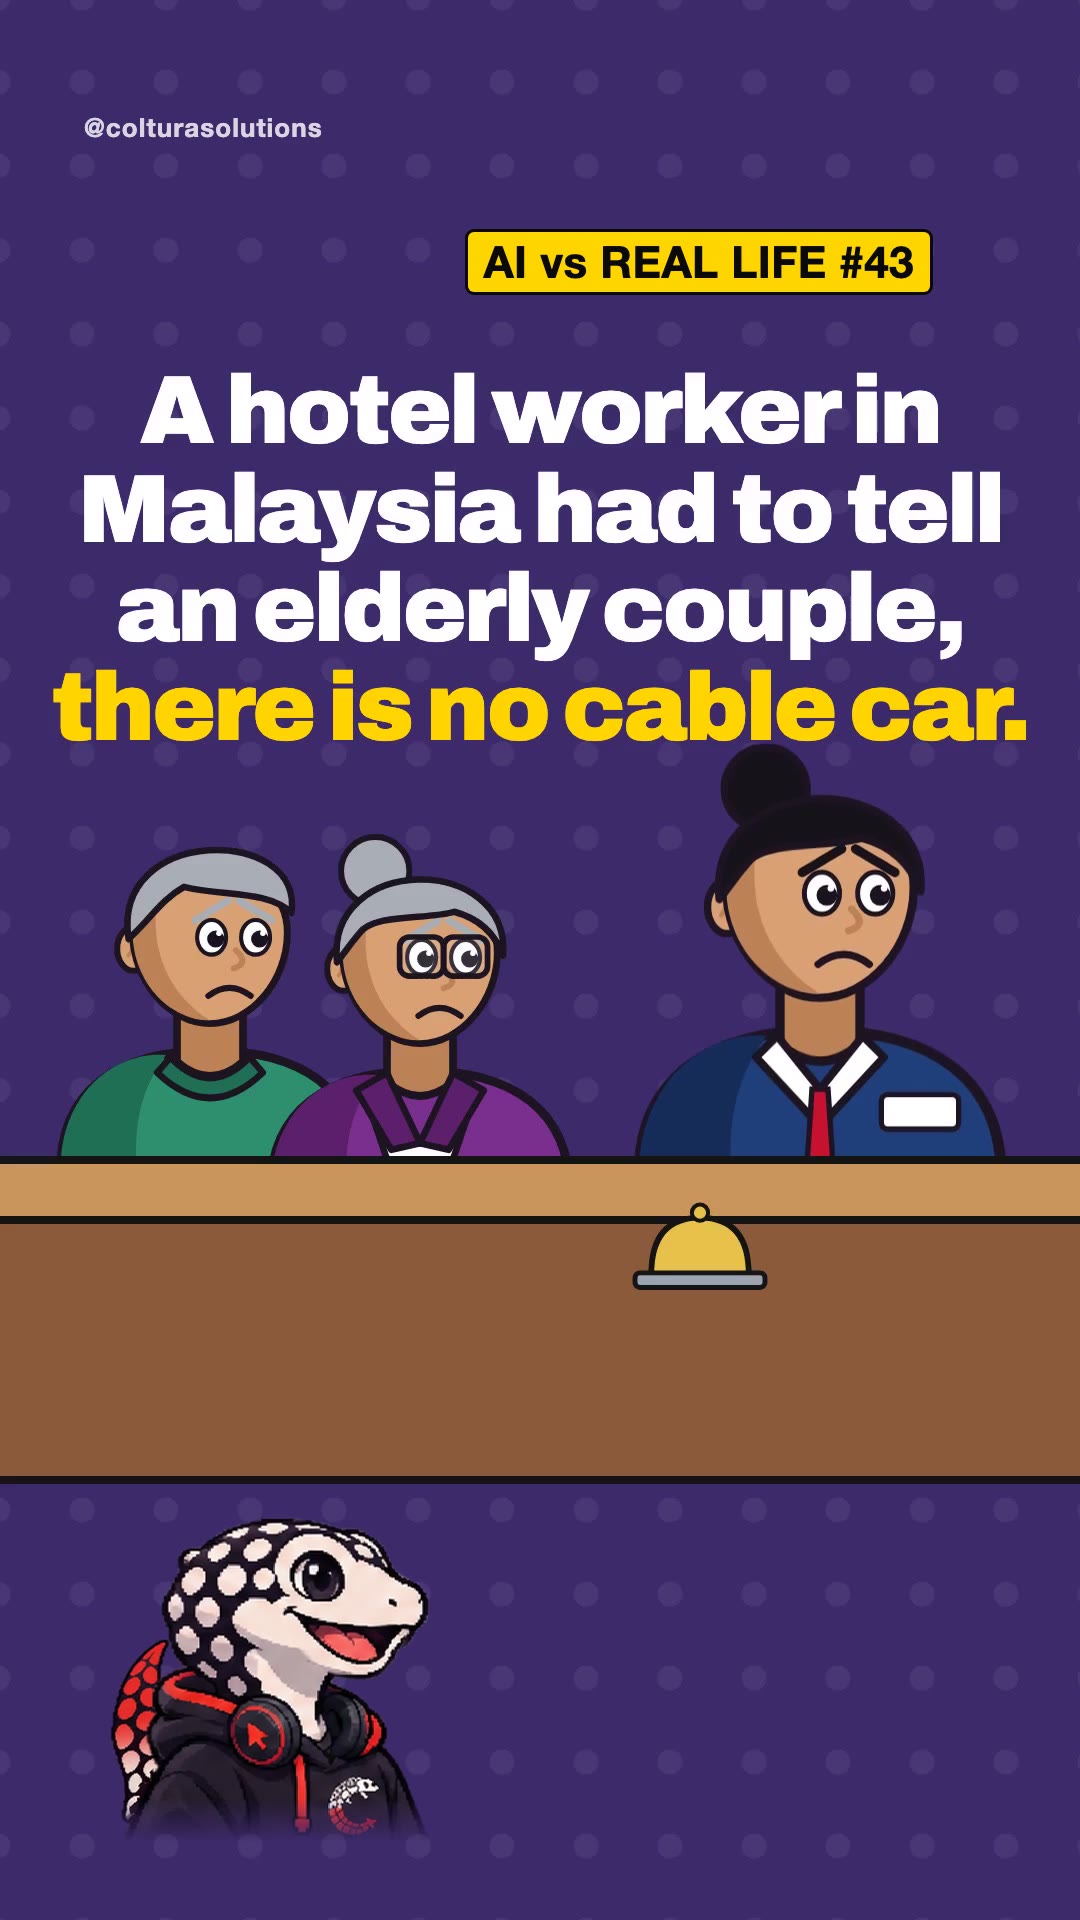 @colturasolutions
AI vs REAL LIFE #43
A hotel worker in
Malaysia had to tell
an elderly couple,
there is no cable car.